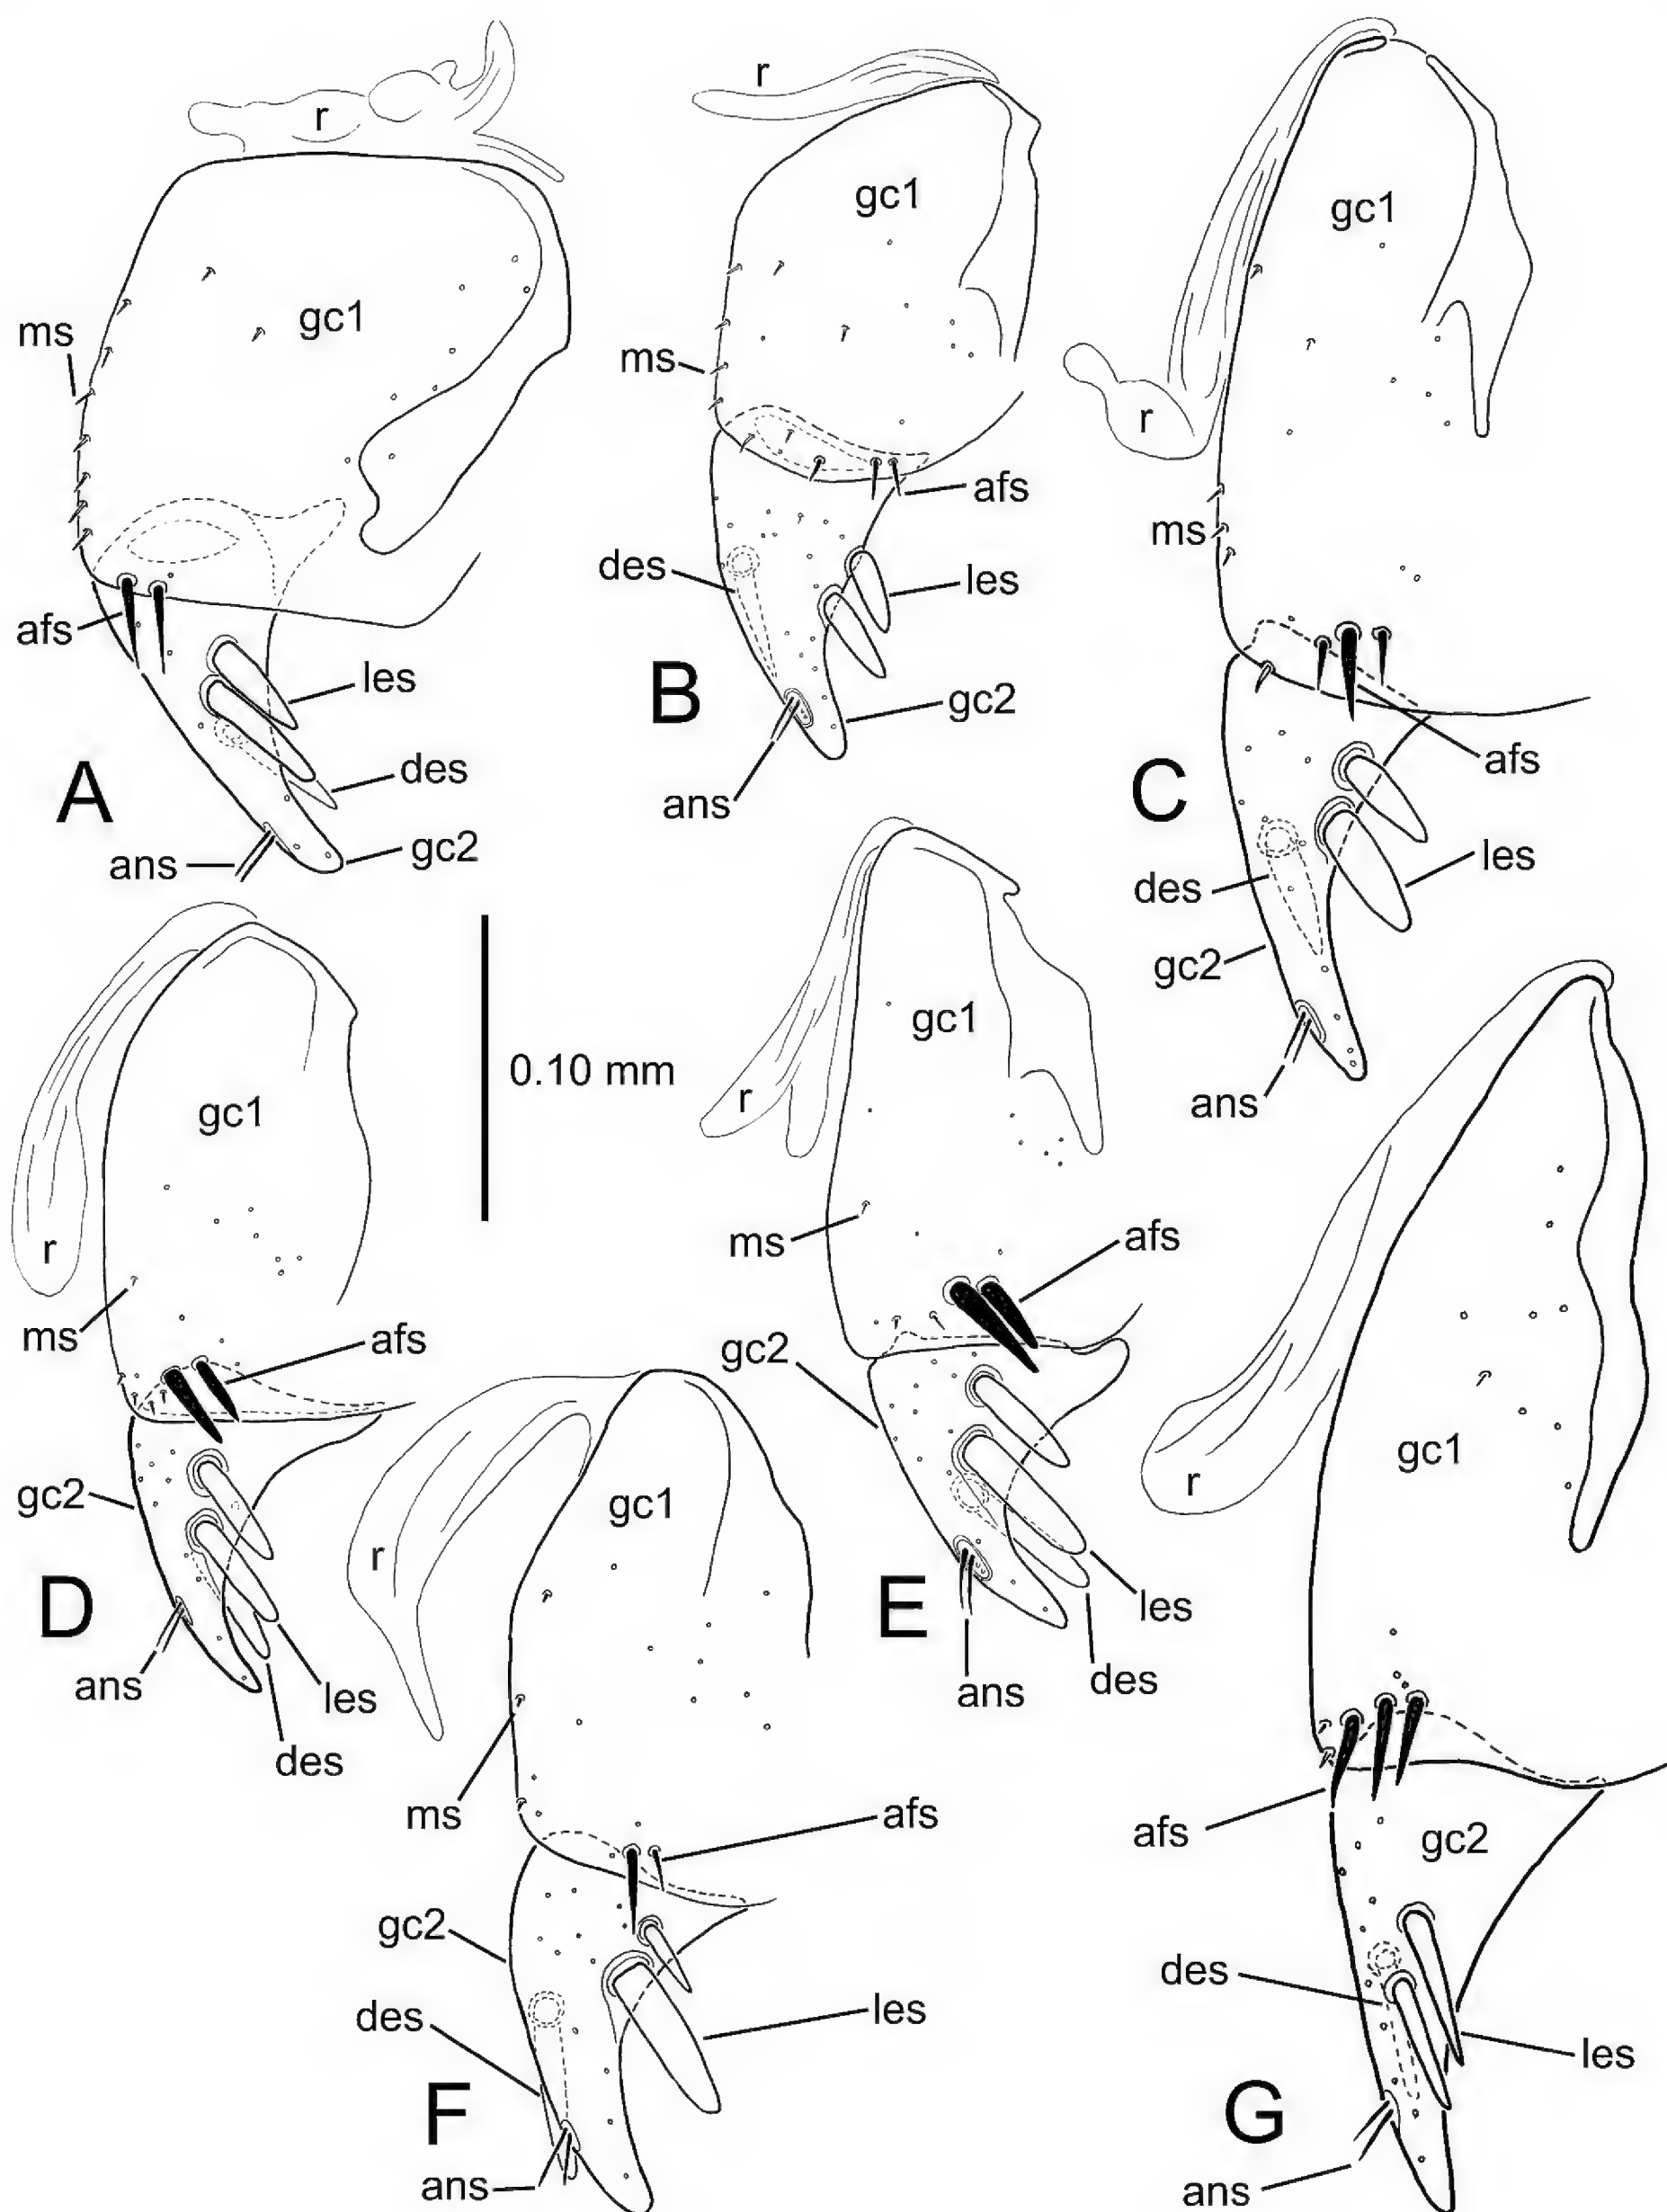 r
gc1
ms
afs
les
des
gc2
ans
A
r
gc1
ms
afs
des
les
gc2
ans
B
r
gc1
ms
afs
les
des
gc2
ans
C
gc1
r
ms
afs
gc2
ans
les
des
D
0.10 mm
gc1
r
ms
afs
gc2
les
des
ans
E
gc1
r
ms
afs
gc2
les
des
ans
F
gc1
r
afs
gc2
des
les
ans
G